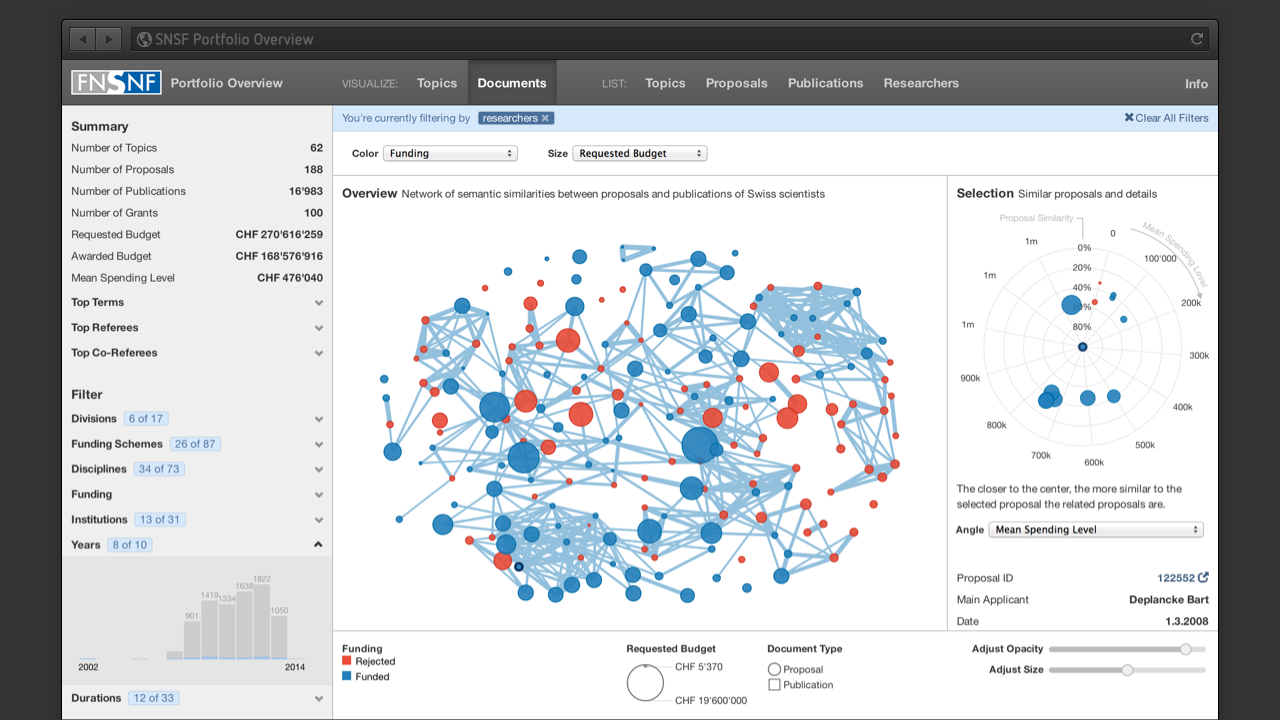 SNSF Portfolio Overview
FNSNF Portfolio Overview VISUALIZE: Topics Documents LIST: Topics Proposals Publications Researchers Info
You're currently filtering by researchers ✖ ✖ Clear All Filters
Color Funding Size Requested Budget
Summary
Number of Topics 62
Number of Proposals 188
Number of Publications 16'983
Number of Grants 100
Requested Budget CHF 270'616'259
Awarded Budget CHF 168'576'916
Mean Spending Level CHF 476'040
Top Terms
Top Referees
Top Co-Referees
Filter
Divisions 6 of 17
Funding Schemes 26 of 87
Disciplines 34 of 73
Funding
Institutions 13 of 31
Years 8 of 10
901
1419
1334
1638
1822
1050
2002 2014
Durations 12 of 33
Overview Network of semantic similarities between proposals and publications of Swiss scientists
Selection Similar proposals and details
Proposal Similarity
Mean Spending Level
0%
20%
40%
60%
80%
0
100'000
200k
300k
400k
500k
600k
700k
800k
900k
1m
1m
1m
The closer to the center, the more similar to the
selected proposal the related proposals are.
Angle Mean Spending Level
Proposal ID 122552
Main Applicant Deplancke Bart
Date 1.3.2008
Funding
Rejected
Funded
Requested Budget
CHF 5'370
CHF 19'600'000
Document Type
Proposal
Publication
Adjust Opacity
Adjust Size